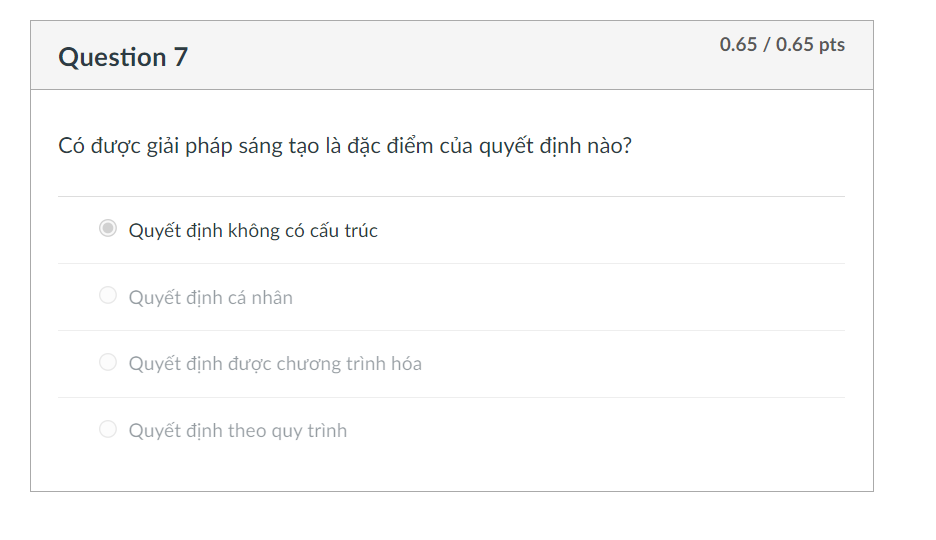 Question 7
0.65 / 0.65 pts
Có được giải pháp sáng tạo là đặc điểm của quyết định nào?
Quyết định không có cấu trúc
Quyết định cá nhân
Quyết định được chương trình hóa
Quyết định theo quy trình